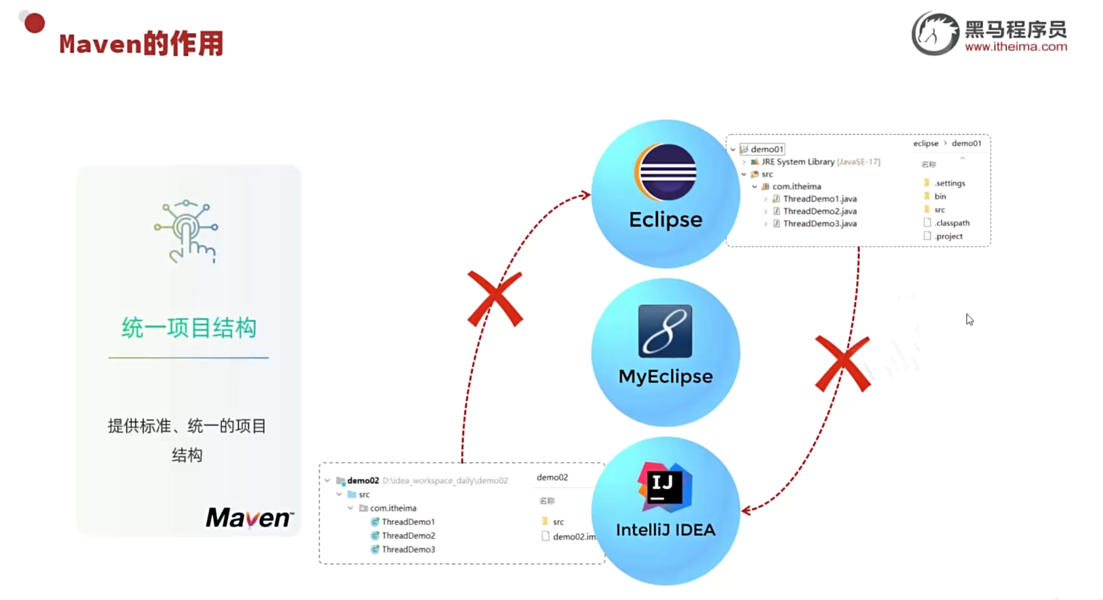 Maven的作用
黑马程序员
www.itheima.com
统一项目结构
提供标准、统一的项目
结构
Maven™
Eclipse
demo01
JRE System Library [JavaSE-17]
src
com.itheima
ThreadDemo1.java
ThreadDemo2.java
ThreadDemo3.java
eclipse > demo01
名称
.settings
bin
src
.classpath
.project
MyEclipse
demo02 D:\idea_workspace_daily\demo02
src
com.itheima
ThreadDemo1
ThreadDemo2
ThreadDemo3
demo02
名称
src
demo02.im
IJ
IntelliJ IDEA